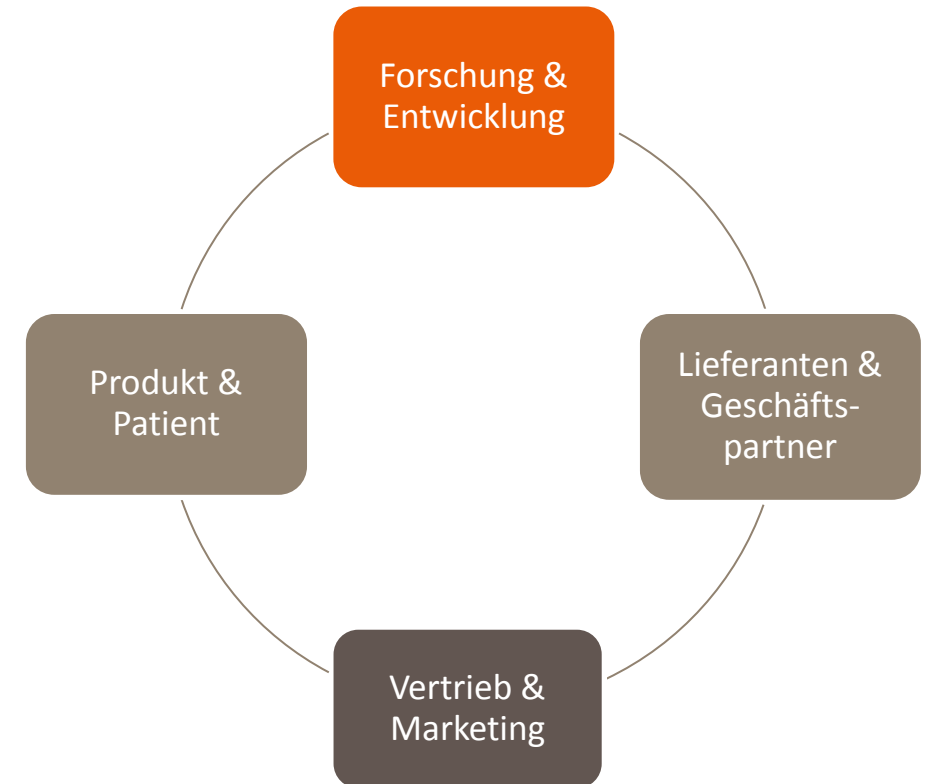 Forschung &
Entwicklung
Produkt &
Patient
Lieferanten &
Geschäfts-
partner
Vertrieb &
Marketing